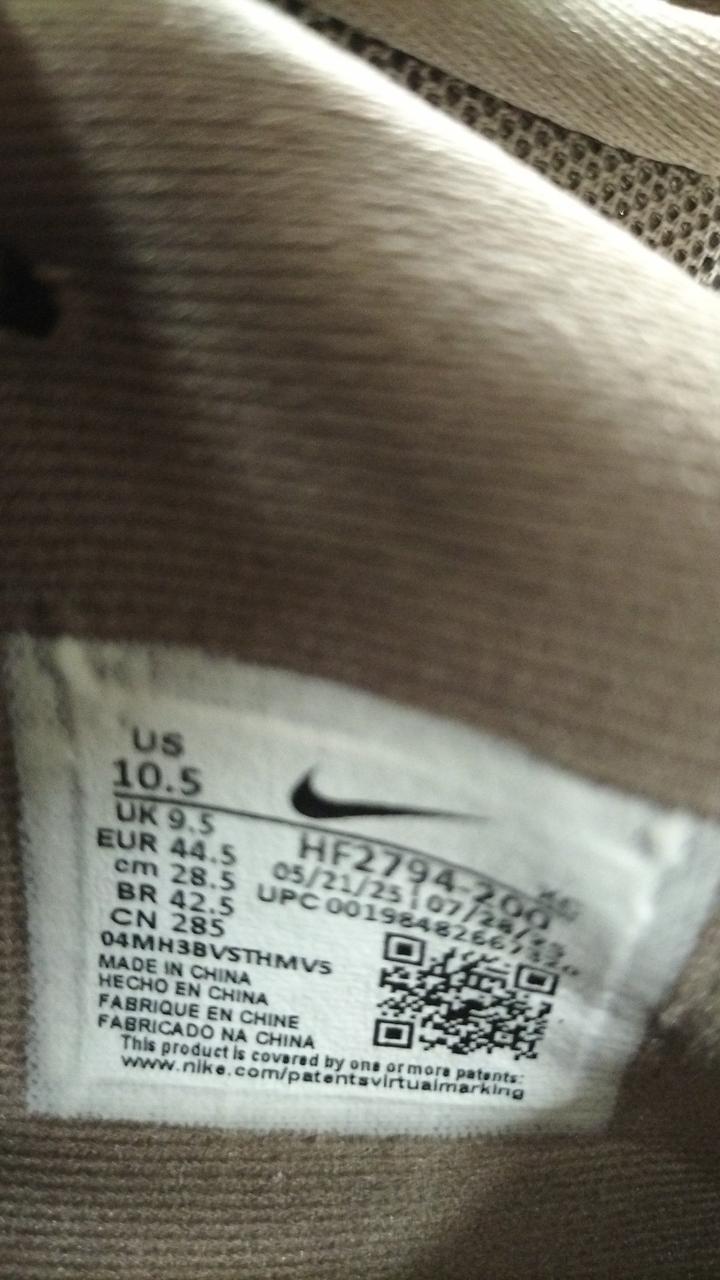 US
10.5
UK 9.5
EUR 44.5
cm 28.5
BR 42.5
CN 285
HF2794-200
05/21/25 | 07/28/25
UPC
04MH3BVSTHMV5
MADE IN CHINA
HECHO EN CHINA
FABRIQUE EN CHINE
FABRICADO NA CHINA
This product is covered by one or more patents:
www.nike.com/patentsvirtualmarking